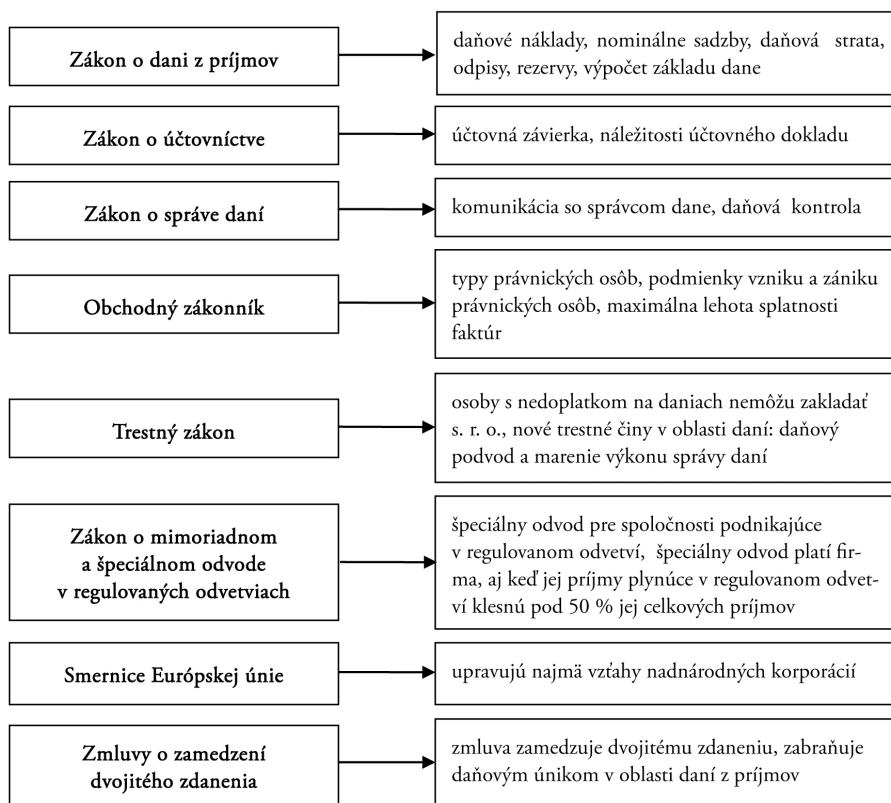 Zákon o dani z príjmov
daňové náklady, nominálne sadzby, daňová strata,
odpisy, rezervy, výpočet základu dane
Zákon o účtovníctve
účtovná závierka, náležitosti účtovného dokladu
Zákon o správe daní
komunikácia so správcom dane, daňová kontrola
Obchodný zákonník
typy právnických osôb, podmienky vzniku a zániku
právnických osôb, maximálna lehota splatnosti
faktúr
Trestný zákon
osoby s nedoplatkom na daniach nemôžu zakladať
s. r. o., nové trestné činy v oblasti daní: daňový
podvod a marenie výkonu správy daní
Zákon o mimoriadnom
a špeciálnom odvode
v regulovaných odvetviach
špeciálny odvod pre spoločnosti podnikajúce
v regulovanom odvetví, špeciálny odvod platí fir-
ma, aj keď jej príjmy plynúce v regulovanom odvet-
ví klesnú pod 50 % jej celkových príjmov
Smernice Európskej únie
upravujú najmä vzťahy nadnárodných korporácií
Zmluvy o zamedzení
dvojitého zdanenia
zmluva zamedzuje dvojitému zdaneniu, zabraňuje
daňovým únikom v oblasti daní z príjmov